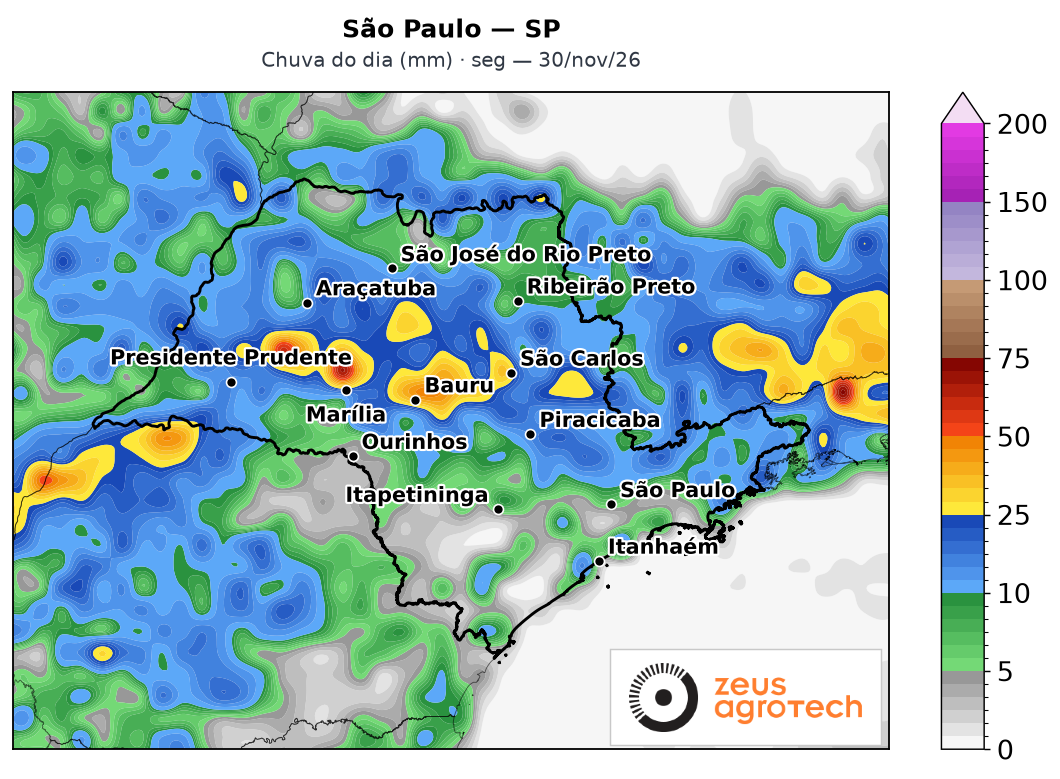 São Paulo — SP
Chuva do dia (mm) · seg — 30/nov/26
São José do Rio Preto
Araçatuba
Ribeirão Preto
Presidente Prudente
São Carlos
Bauru
Marília
Piracicaba
Ourinhos
Itapetininga
São Paulo
Itanhaém
200
150
100
75
50
25
10
5
0
zeus
agrotech